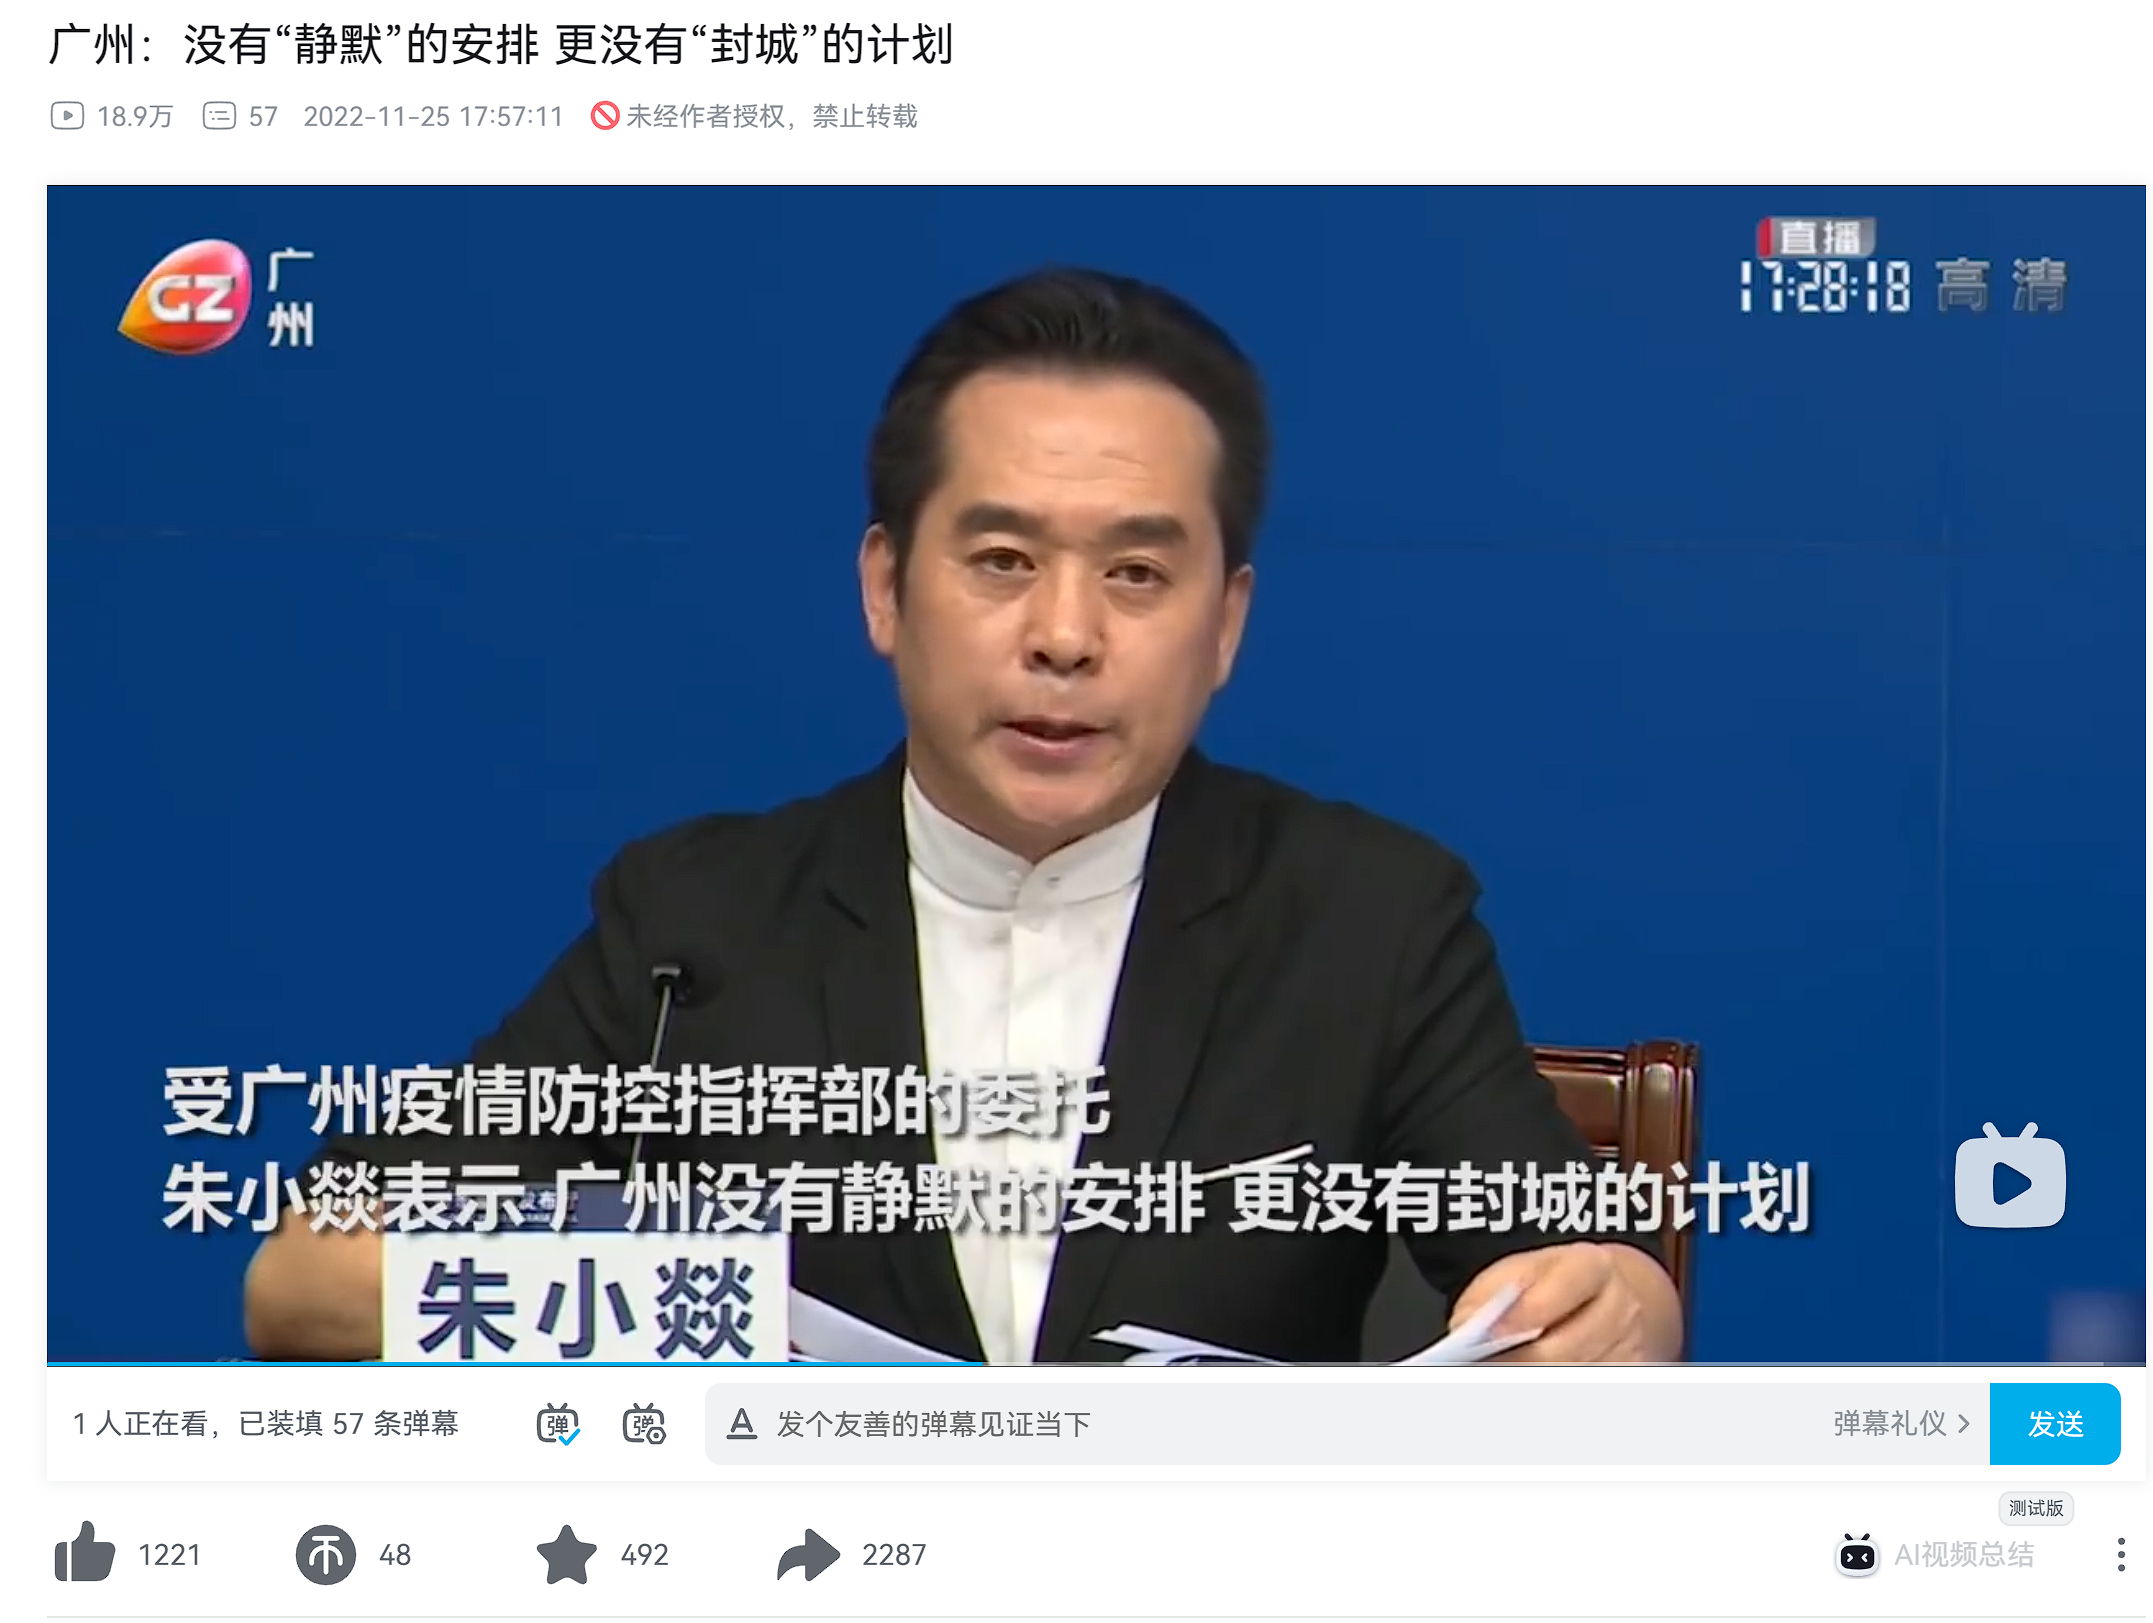 广州：没有“静默”的安排 更没有“封城”的计划
18.9万 57 2022-11-25 17:57:11 未经作者授权，禁止转载
GZ 广州
直播
17:28:18 高清
受广州疫情防控指挥部的委托
朱小燚表示 广州没有静默的安排 更没有封城的计划
发布厅
朱小燚
1 人正在看，已装填 57 条弹幕 弹 弹 A 发个友善的弹幕见证当下 弹幕礼仪 > 发送
测试版
1221 48 492 2287 AI视频总结